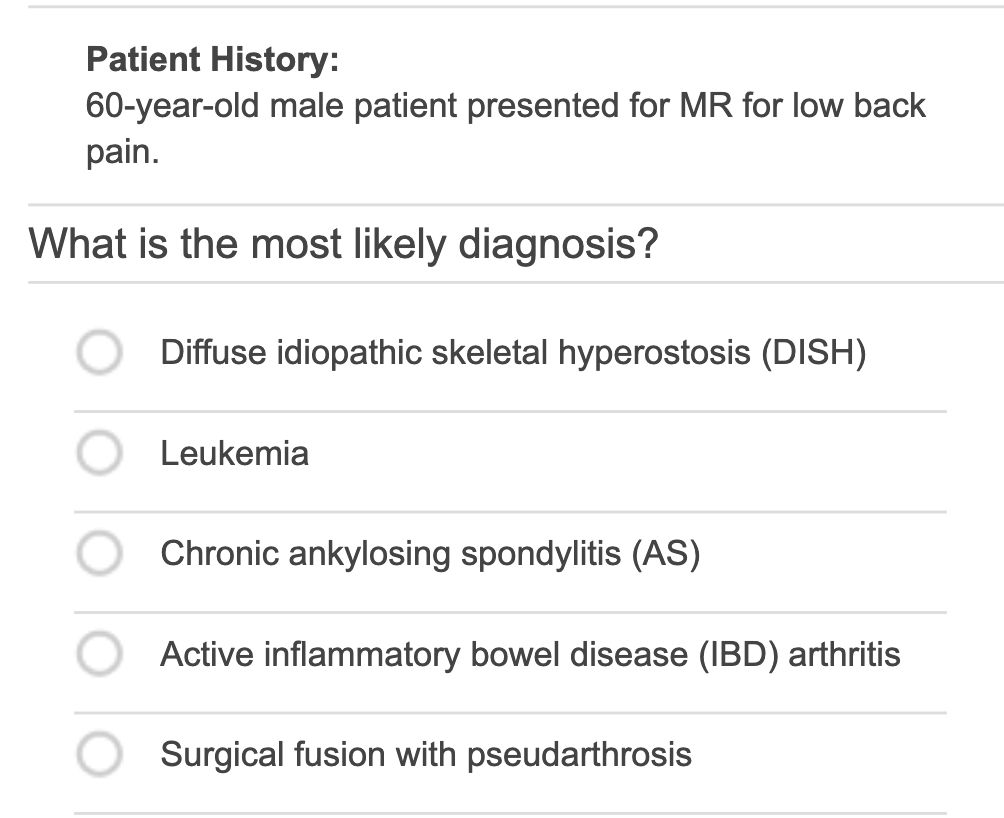 Patient History:
60-year-old male patient presented for MR for low back
pain.
What is the most likely diagnosis?
Diffuse idiopathic skeletal hyperostosis (DISH)
Leukemia
Chronic ankylosing spondylitis (AS)
Active inflammatory bowel disease (IBD) arthritis
Surgical fusion with pseudarthrosis